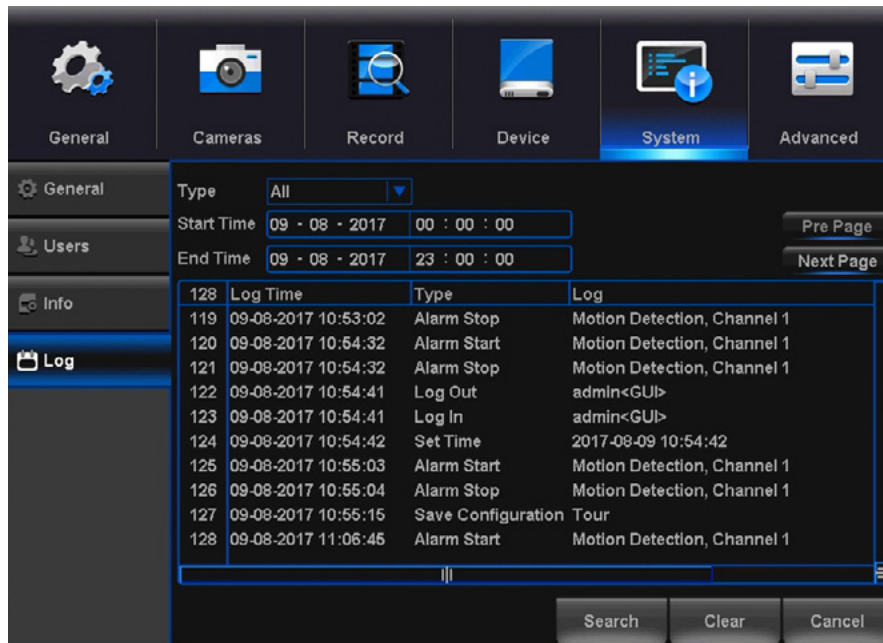 General Cameras Record Device System Advanced
General
Users
Info
Log
Type All
Start Time 09 - 08 - 2017 00 : 00 : 00
Pre Page
End Time 09 - 08 - 2017 23 : 00 : 00
Next Page
128 Log Time Type Log
119 09-08-2017 10:53:02 Alarm Stop Motion Detection, Channel 1
120 09-08-2017 10:54:32 Alarm Start Motion Detection, Channel 1
121 09-08-2017 10:54:32 Alarm Stop Motion Detection, Channel 1
122 09-08-2017 10:54:41 Log Out admin<GUI>
123 09-08-2017 10:54:41 Log In admin<GUI>
124 09-08-2017 10:54:42 Set Time 2017-08-09 10:54:42
125 09-08-2017 10:55:03 Alarm Start Motion Detection, Channel 1
126 09-08-2017 10:55:04 Alarm Stop Motion Detection, Channel 1
127 09-08-2017 10:55:15 Save Configuration Tour
128 09-08-2017 11:06:45 Alarm Start Motion Detection, Channel 1
Search Clear Cancel